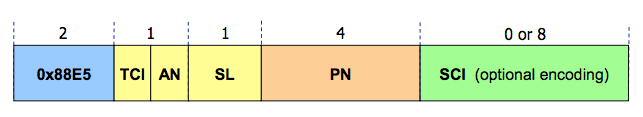 2 1 1 4 0 or 8
0x88E5 TCI AN SL PN SCI (optional encoding)